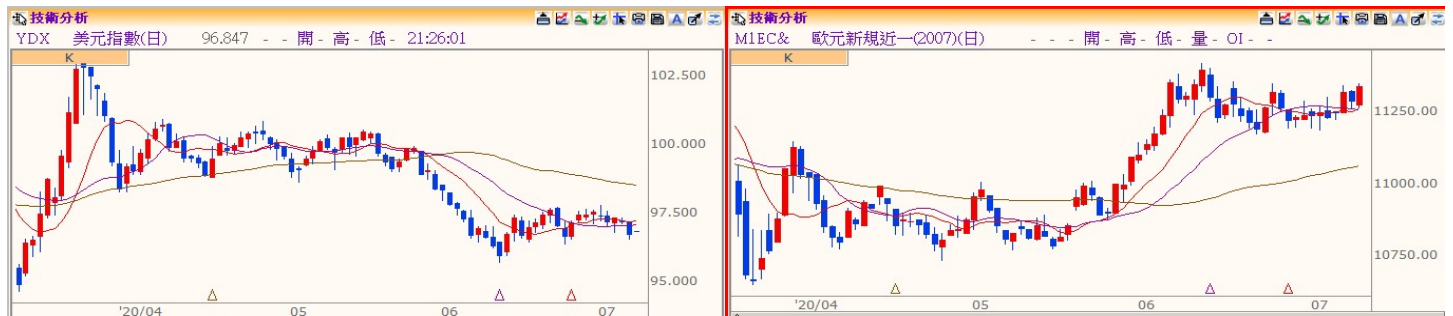 技術分析
YDX 美元指數(日) 96.847 - - 開 - 高 - 低 - 21:26:01
K
102.500
100.000
97.500
95.000
'20/04 05 06 07
技術分析
M1EC& 歐元新規近一(2007)(日) - - - 開 - 高 - 低 - 量 - OI - -
K
11250.00
11000.00
10750.00
'20/04 05 06 07